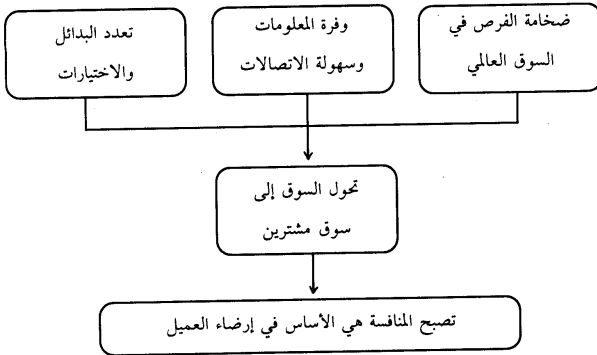 ضخامة الفرص في
السوق العالمي
وفرة المعلومات
وسهولة الاتصالات
تعدد البدائل
والاختيارات
تحول السوق إلى
سوق مشترين
تصبح المنافسة هي الأساس في إرضاء العميل